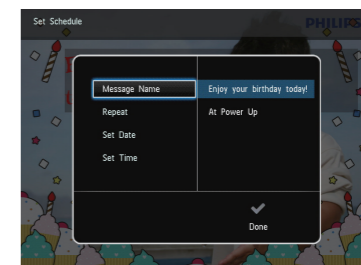 Set Schedule
PHILIPS
Message Name
Enjoy your birthday today!
Repeat
At Power Up
Set Date
Set Time
Done